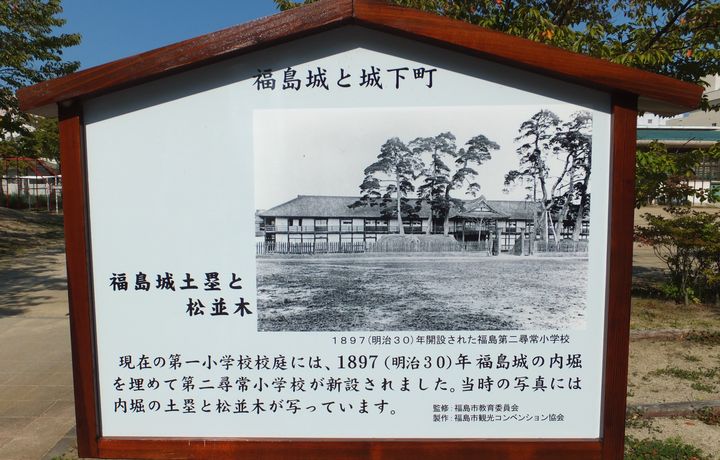 福島城と城下町
福島城土塁と
松並木
1897(明治30)年開設された福島第二尋常小学校
現在の第一小学校校庭には、1897(明治30)年福島城の内堀
を埋めて第二尋常小学校が新設されました。当時の写真には
内堀の土塁と松並木が写っています。
監修:福島市教育委員会
製作:福島市観光コンベンション協会